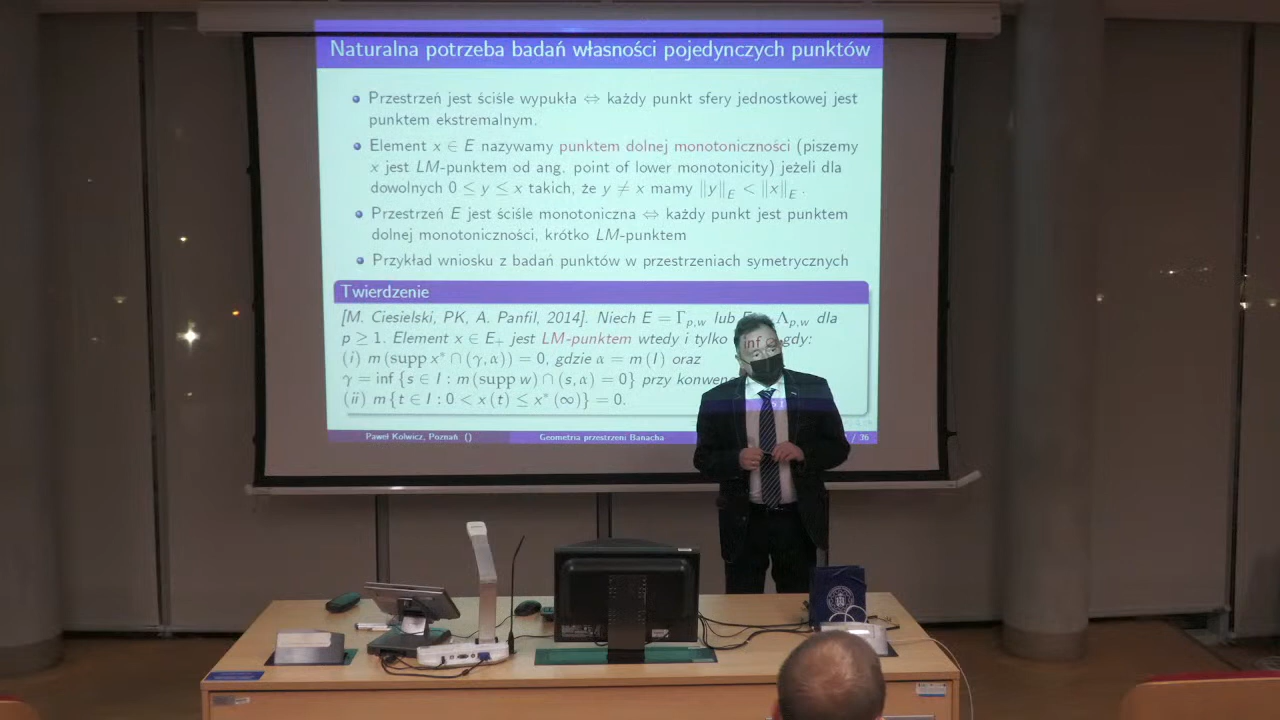 Naturalna potrzeba badań własności pojedynczych punktów
Przestrzeń jest ściśle wypukła ⇔ każdy punkt sfery jednostkowej jest
punktem ekstremalnym.
Element x ∈ E nazywamy punktem dolnej monotoniczności (piszemy
x jest LM-punktem od ang. point of lower monotonicity) jeżeli dla
dowolnych 0 ≤ y ≤ x takich, że y ≠ x mamy ‖y‖_E < ‖x‖_E .
Przestrzeń E jest ściśle monotoniczna ⇔ każdy punkt jest punktem
dolnej monotoniczności, krótko LM-punktem
Przykład wniosku z badań punktów w przestrzeniach symetrycznych
Twierdzenie
[M. Ciesielski, PK, A. Panfil, 2014]. Niech E = Γ_{p,w} lub Λ_{p,w} dla
p ≥ 1. Element x ∈ E₊ jest LM-punktem wtedy i tylko gdy:
(i) m (supp x* ∩ (γ, α)) = 0, gdzie α = m (I) oraz
γ = inf {s ∈ I : m (supp w) ∩ (s, α) = 0} przy inf
(ii) m {t ∈ I : 0 < x (t) ≤ x* (∞)} = 0.
Paweł Kolwicz, Poznań () Geometria przestrzeni Banacha / 36